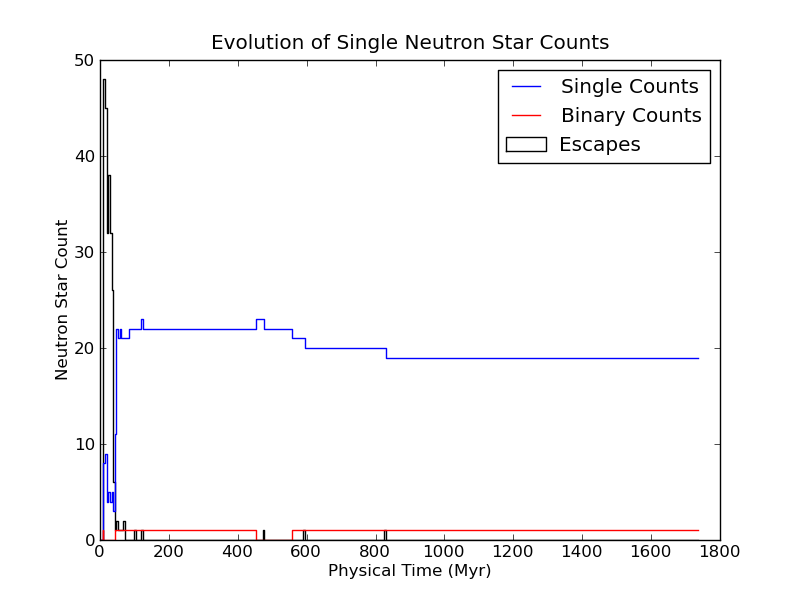 Evolution of Single Neutron Star Counts
50
40
30
20
10
0
Neutron Star Count
Single Counts
Binary Counts
Escapes
0 200 400 600 800 1000 1200 1400 1600 1800
Physical Time (Myr)